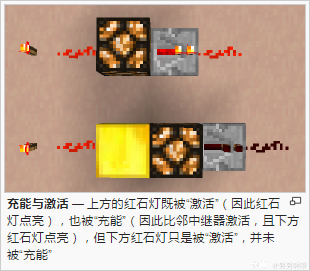 充能与激活 — 上方的红石灯既被“激活”（因此红石
灯点亮），也被“充能”（因此比邻中继器激活，且下方
红石灯点亮），但下方红石灯只是被“激活”，并未
被“充能”